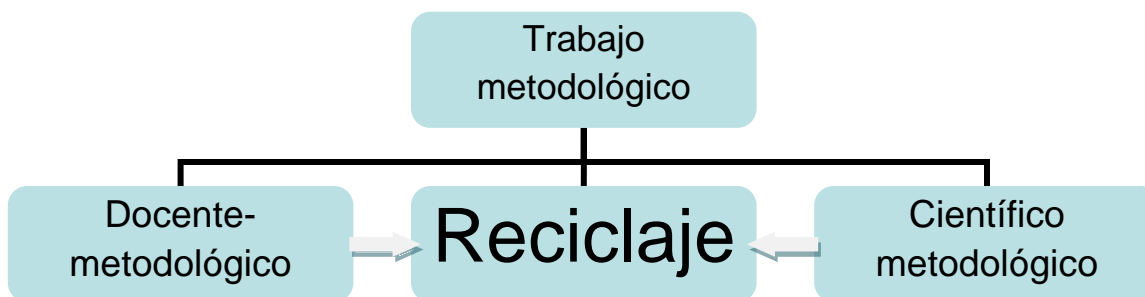 Trabajo
metodológico
Docente-
metodológico
Reciclaje
Científico
metodológico